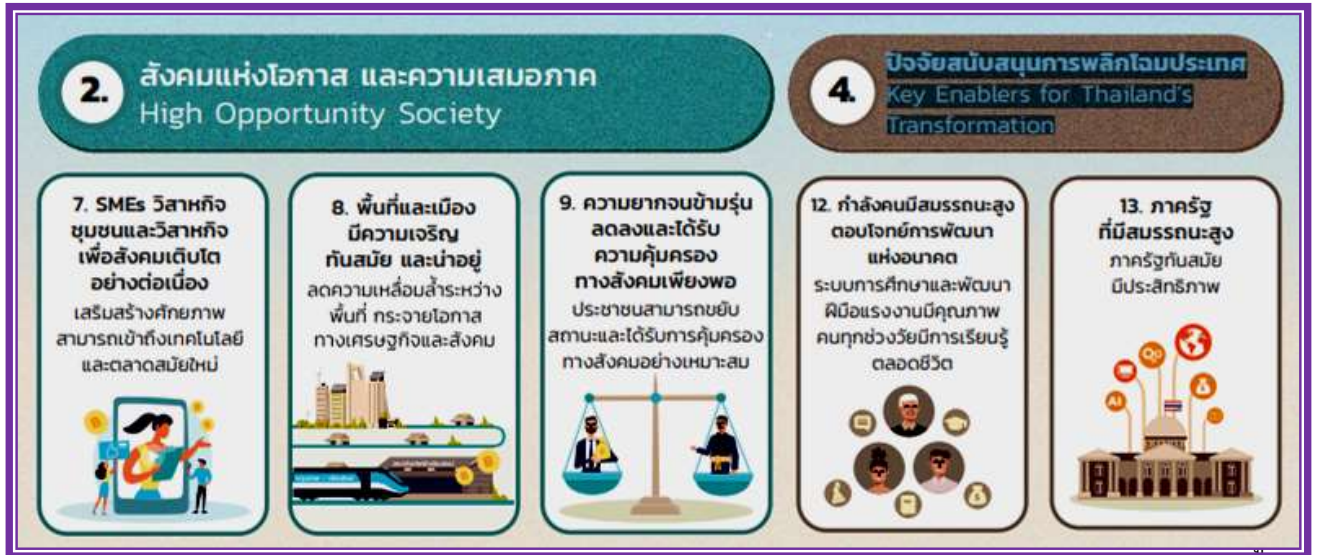 2.
สังคมแห่งโอกาส และความเสมอภาค
High Opportunity Society
4.
ปัจจัยสนับสนุนการพลิกโฉมประเทศ
Key Enablers for Thailand's
Transformation
7. SMEs วิสาหกิจ
ชุมชนและวิสาหกิจ
เพื่อสังคมเติบโต
อย่างต่อเนื่อง
เสริมสร้างศักยภาพ
สามารถเข้าถึงเทคโนโลยี
และตลาดสมัยใหม่
8. พื้นที่และเมือง
มีความเจริญ
ทันสมัย และน่าอยู่
ลดความเหลื่อมล้ำระหว่าง
พื้นที่ กระจายโอกาส
ทางเศรษฐกิจและสังคม
9. ความยากจนข้ามรุ่น
ลดลงและได้รับ
ความคุ้มครอง
ทางสังคมเพียงพอ
ประชาชนสามารถขยับ
สถานะและได้รับการคุ้มครอง
ทางสังคมอย่างเหมาะสม
12. กำลังคนมีสมรรถนะสูง
ตอบโจทย์การพัฒนา
แห่งอนาคต
ระบบการศึกษาและพัฒนา
ฝีมือแรงงานมีคุณภาพ
คนทุกช่วงวัยมีการเรียนรู้
ตลอดชีวิต
13. ภาครัฐ
ที่มีสมรรถนะสูง
ภาครัฐทันสมัย
มีประสิทธิภาพ
AI